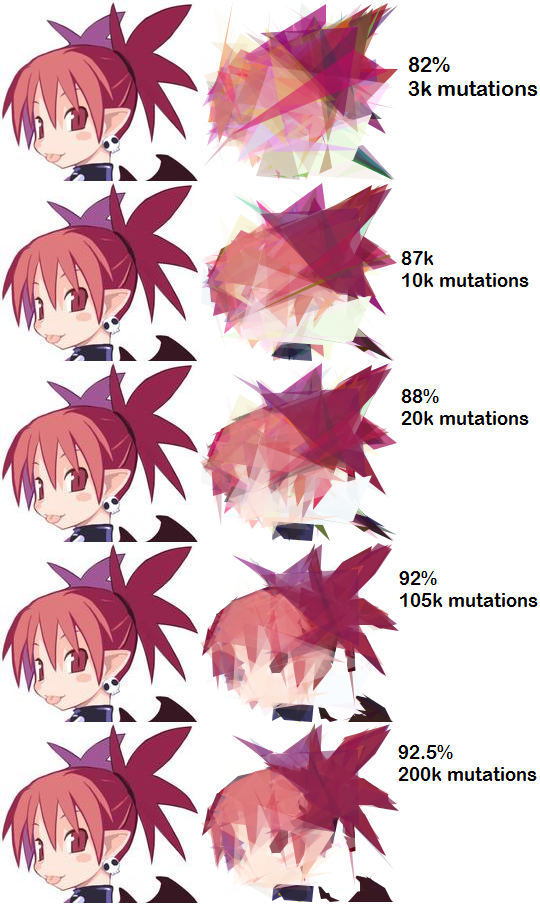 82%
3k mutations
87k
10k mutations
88%
20k mutations
92%
105k mutations
92.5%
200k mutations